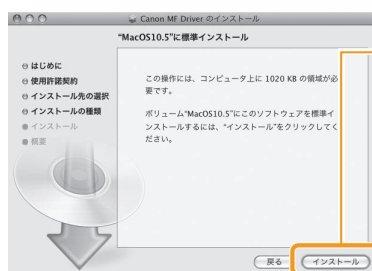 Canon MF Driver のインストール
"MacOS10.5"に標準インストール
はじめに
使用許諾契約
インストール先の選択
インストールの種類
インストール
概要
この操作には、コンピュータ上に 1020 KB の領域が必
要です。
ボリューム"MacOS10.5"にこのソフトウェアを標準イ
ンストールするには、"インストール"をクリックしてく
ださい。
戻る
インストール